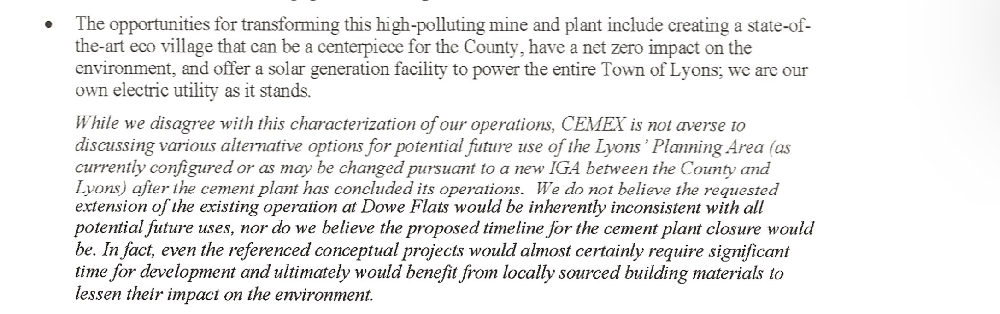 • The opportunities for transforming this high-polluting mine and plant include creating a state-of-
the-art eco village that can be a centerpiece for the County, have a net zero impact on the
environment, and offer a solar generation facility to power the entire Town of Lyons; we are our
own electric utility as it stands.
While we disagree with this characterization of our operations, CEMEX is not averse to
discussing various alternative options for potential future use of the Lyons' Planning Area (as
currently configured or as may be changed pursuant to a new IGA between the County and
Lyons) after the cement plant has concluded its operations. We do not believe the requested
extension of the existing operation at Dowe Flats would be inherently inconsistent with all
potential future uses, nor do we believe the proposed timeline for the cement plant closure would
be. In fact, even the referenced conceptual projects would almost certainly require significant
time for development and ultimately would benefit from locally sourced building materials to
lessen their impact on the environment.